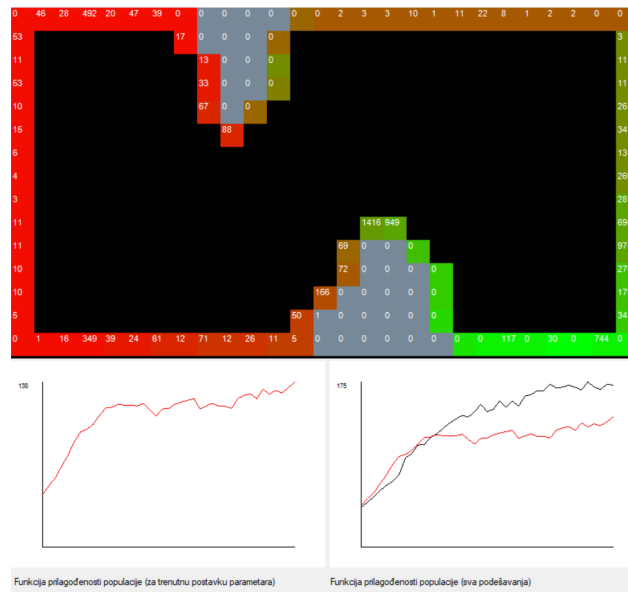 0 46 28 492 20 47 39 0 0 0 0 0 0 0 2 3 3 10 1 11 22 8 1 2 2 0 0
53 17 0 0 0 0 3
11 13 0 0 0 11
53 33 0 0 0 11
10 67 0 0 26
15 88 34
6 13
4
3 28
11 1416 949
11 69 0 0 0
10 72 0 0 0 0
10 166 0 0 0 0 0
5 50 1 0 0 0 0 0 34
0 1 16 349 39 24 61 12 71 12 26 11 5 0 0 0 0 0 0 0 0 117 0 30 0 744 0
138
175
Funkcija prilagođenosti populacije (za trenutnu postavku parametara)
Funkcija prilagođenosti populacije (sva podešavanja)